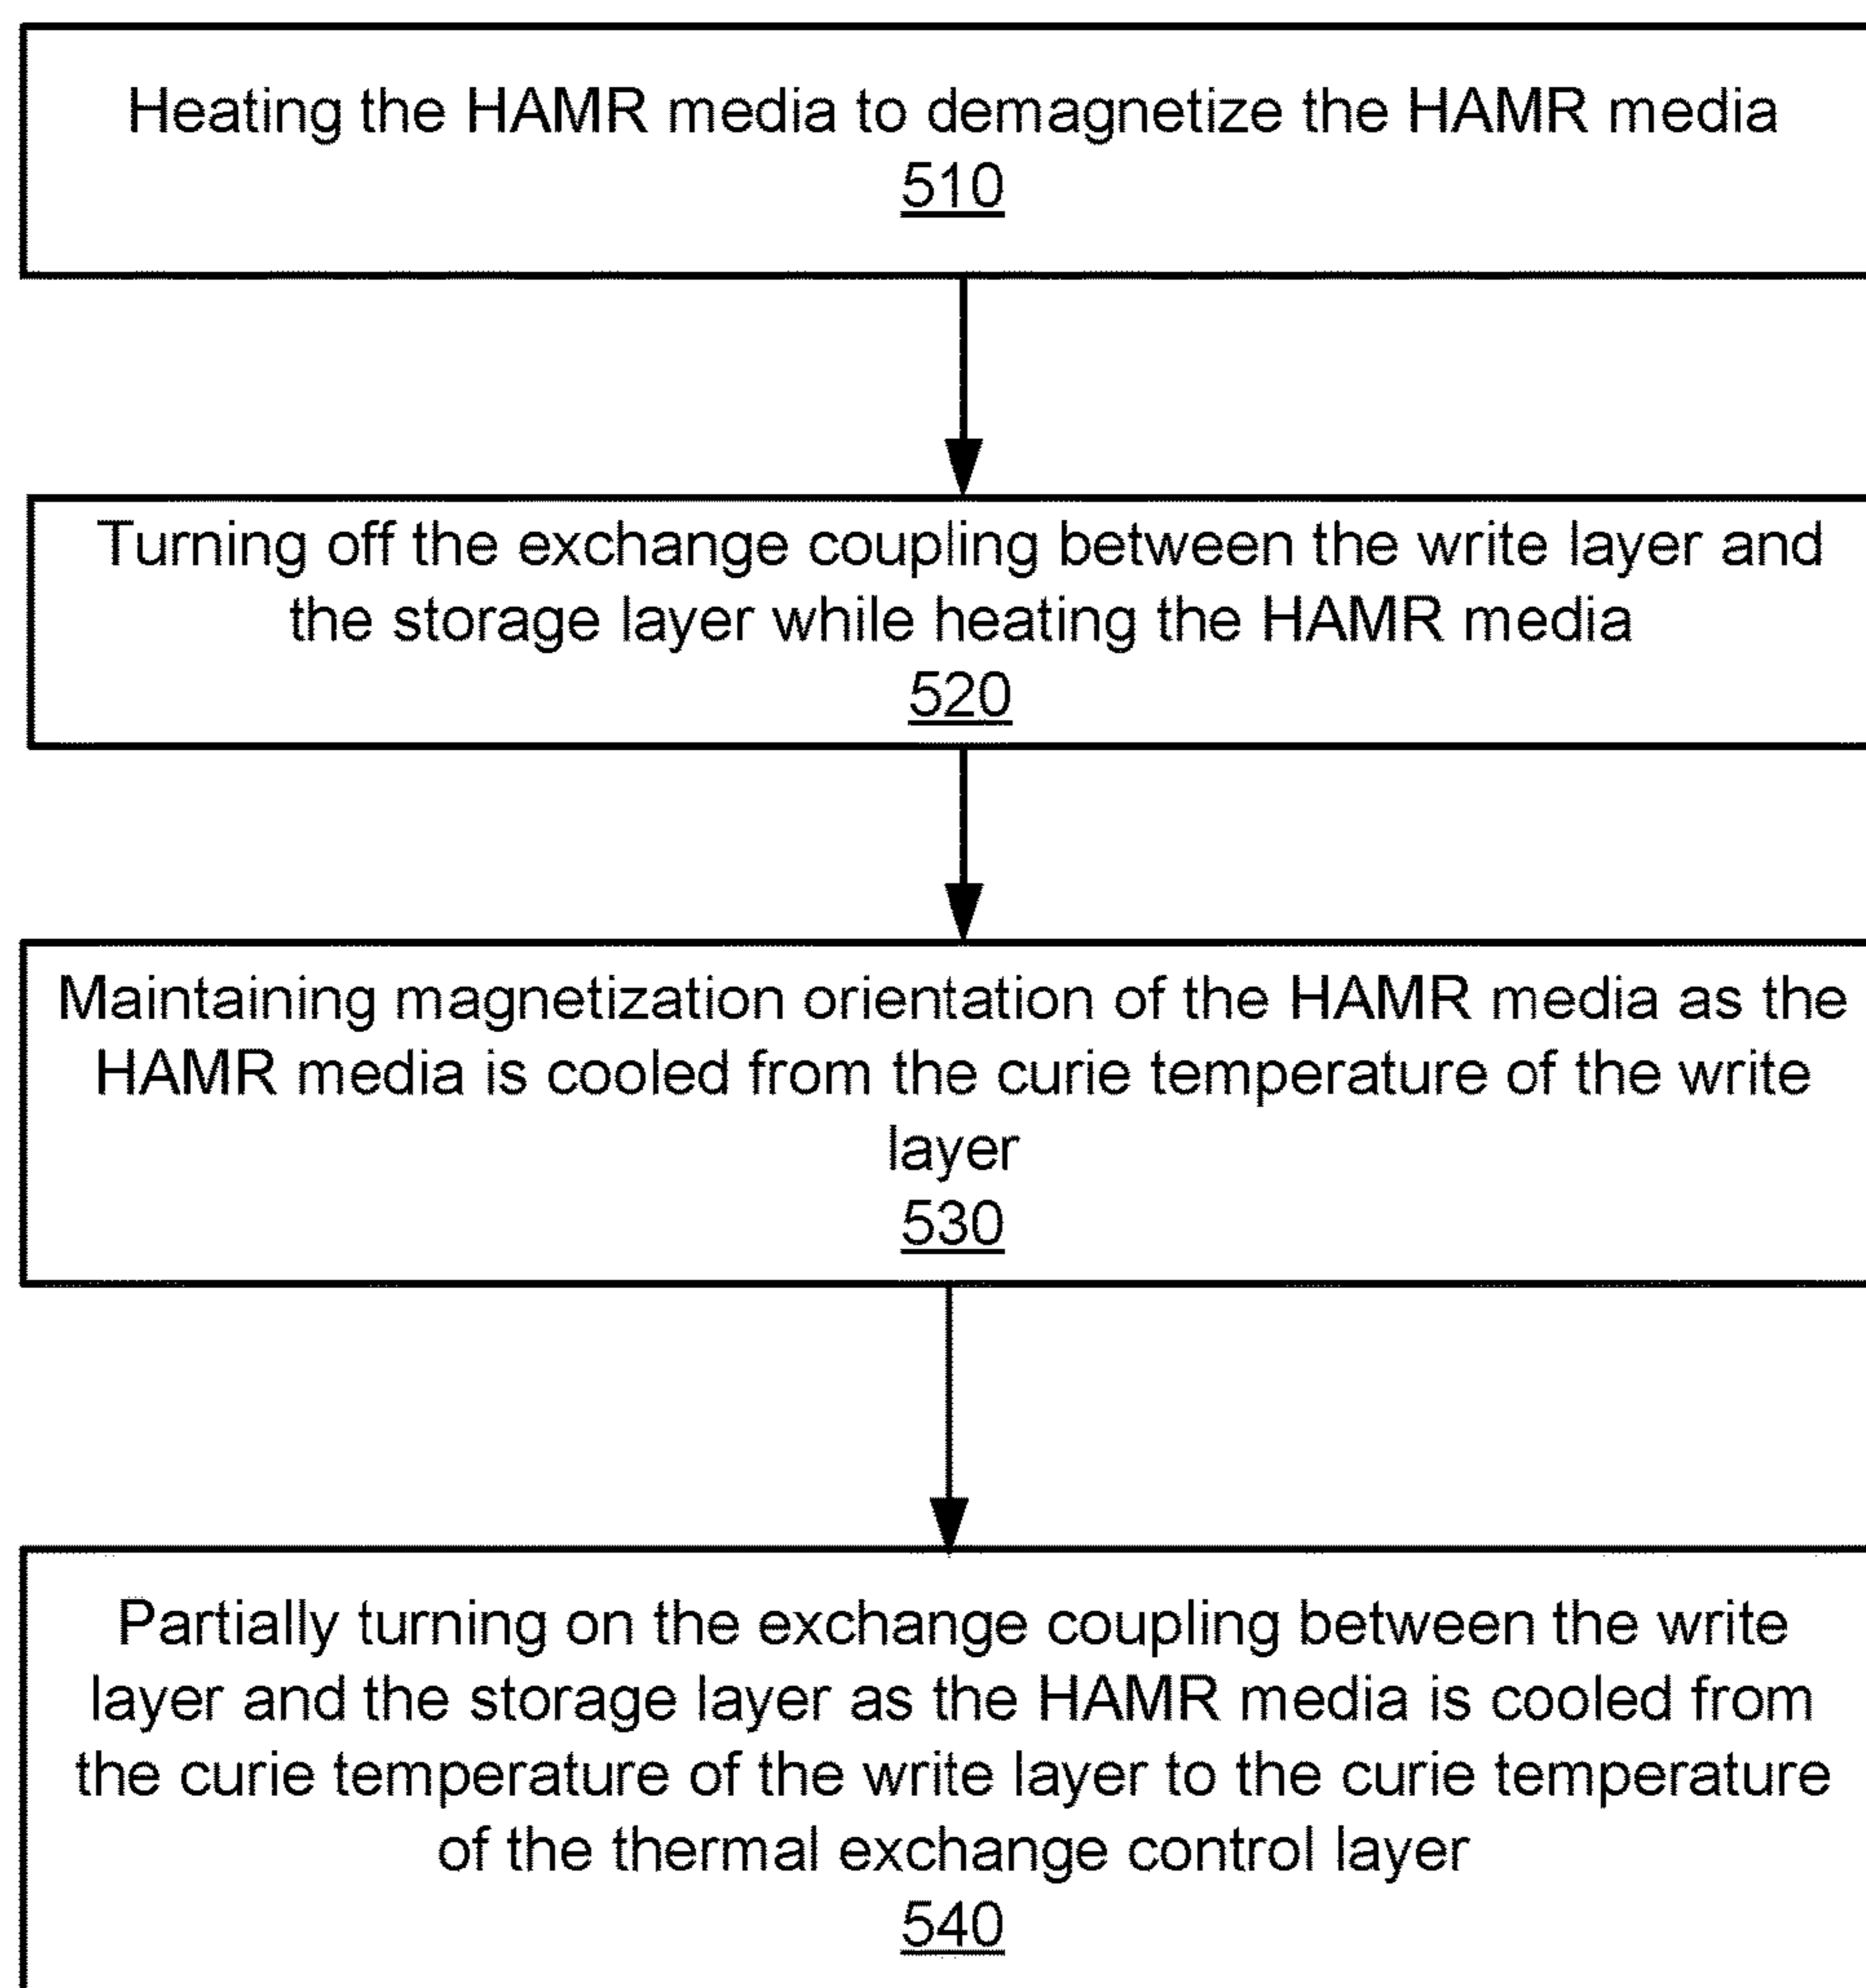 Heating the HAMR media to demagnetize the HAMR media
510
Turning off the exchange coupling between the write layer and
the storage layer while heating the HAMR media
520
Maintaining magnetization orientation of the HAMR media as the
HAMR media is cooled from the curie temperature of the write
layer
530
Partially turning on the exchange coupling between the write
layer and the storage layer as the HAMR media is cooled from
the curie temperature of the write layer to the curie temperature
of the thermal exchange control layer
540